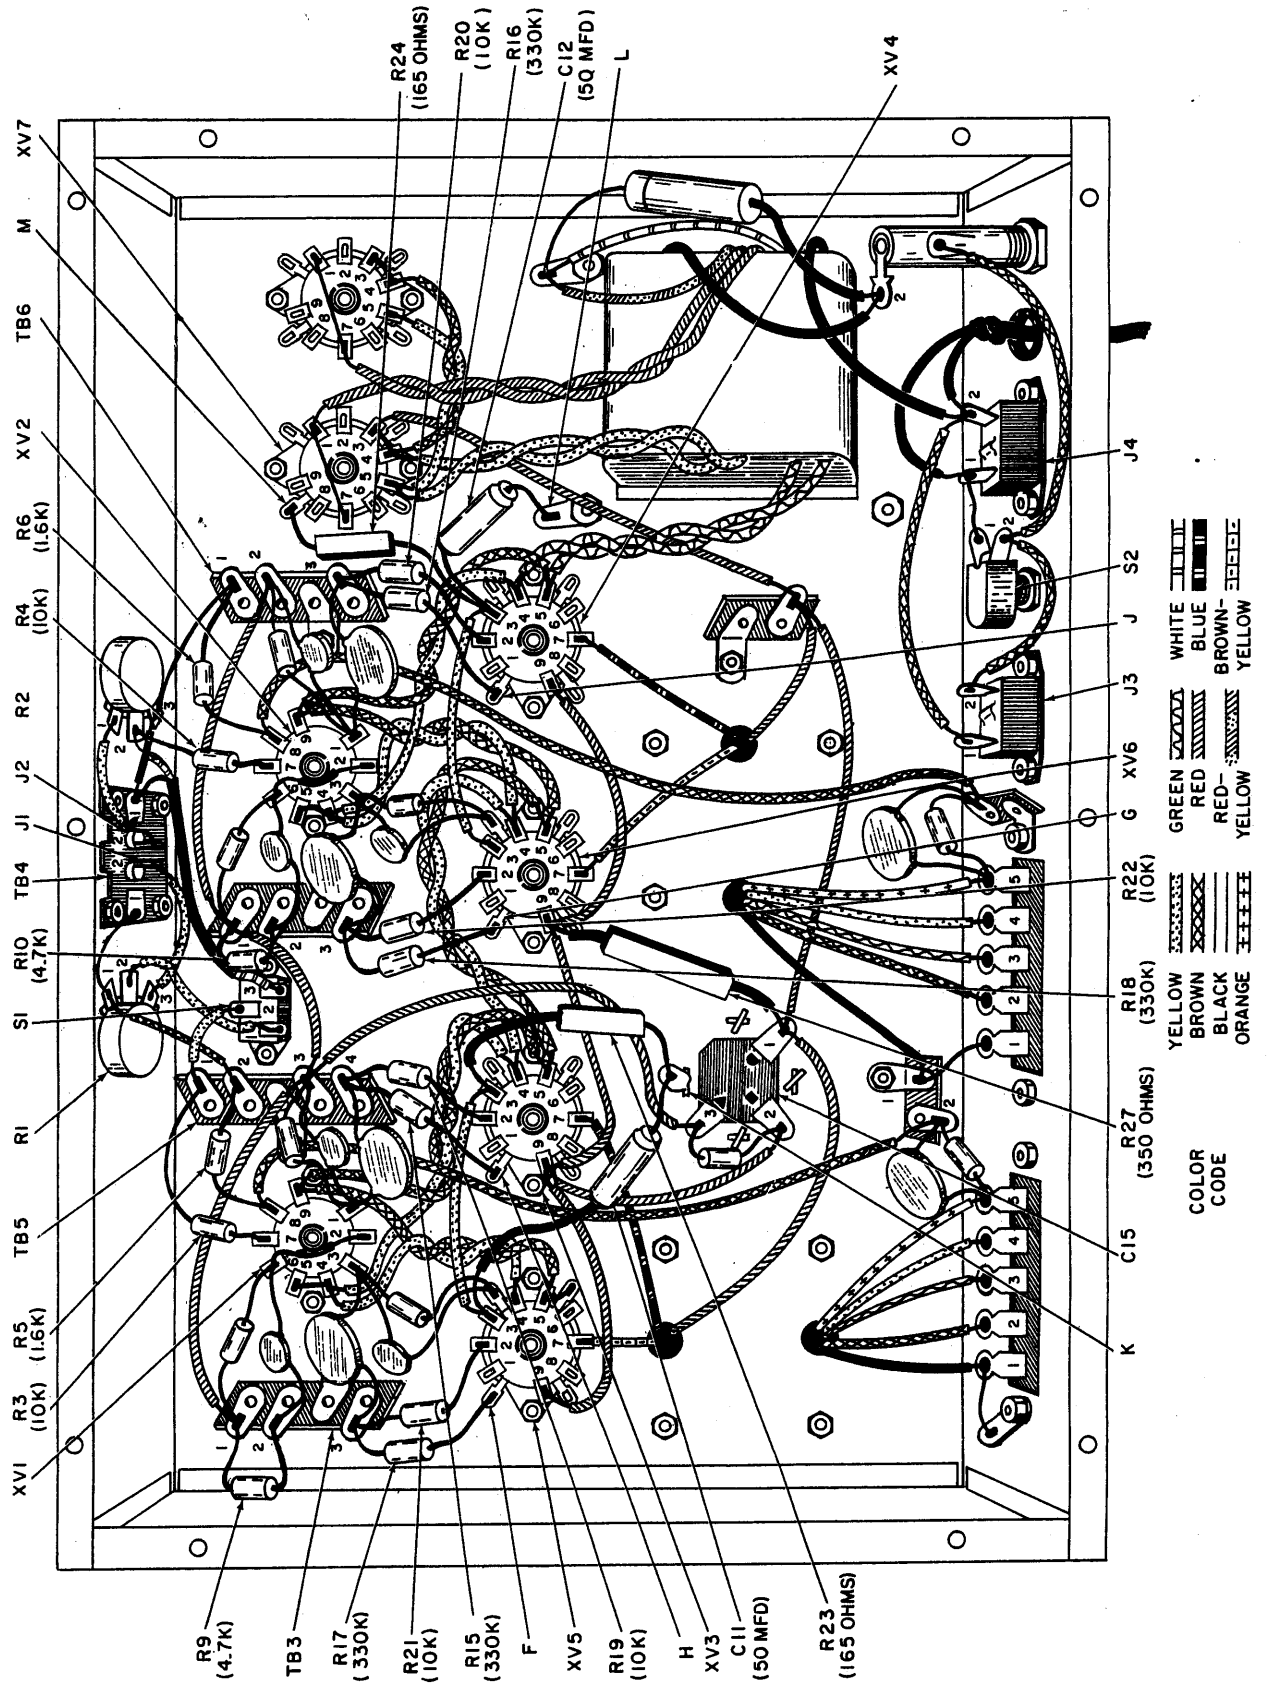 XV1
R3
(10K)
R5
(1.6K)
TB5
R1
S1
R10
(4.7K)
TB4
J1
J2
R2
R4
(10K)
R6
(1.6K)
XV2
TB6
M
XV7
R24
(165 OHMS)
R20
(10K)
R16
(330K)
C12
(50 MFD)
L
XV4
R9
(4.7K)
TB3
R17
(330K)
R21
(10K)
R15
(330K)
F
XV5
R19
(10K)
H
XV3
C11
(50 MFD)
R23
(165 OHMS)
K
C15
R27
(350 OHMS)
R18
(330K)
R22
(10K)
G
XV6
J3
J
S2
J4
COLOR
CODE
YELLOW
BROWN
BLACK
ORANGE
GREEN
RED
RED-
YELLOW
WHITE
BLUE
BROWN-
YELLOW